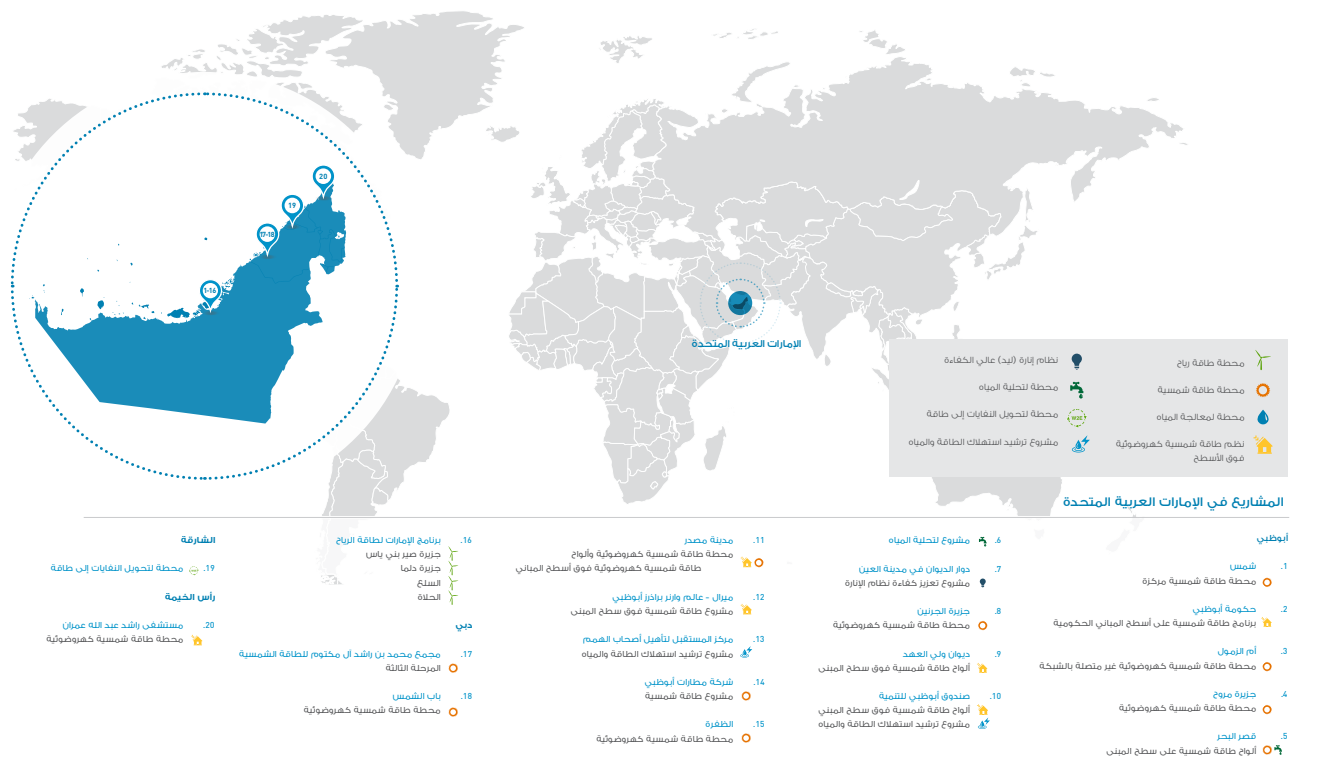 20
19
17-18
1-16
الإمارات العربية المتحدة
محطة طاقة رياح
محطة طاقة شمسية
محطة لمعالجة المياه
نظم طاقة شمسية كهروضوئية
فوق الأسطح
نظام إنارة (ليد) عالي الكفاءة
محطة لتحلية المياه
محطة لتحويل النفايات إلى طاقة
W2E
مشروع ترشيد استهلاك الطاقة والمياه
المشاريع في الإمارات العربية المتحدة
أبوظبي
1. شمس
محطة طاقة شمسية مركزة
2. حكومة أبوظبي
برنامج طاقة شمسية على أسطح المباني الحكومية
3. أم الزمول
محطة طاقة شمسية كهروضوئية غير متصلة بالشبكة
4. جزيرة مروح
محطة طاقة شمسية كهروضوئية
5. قصر البحر
ألواح طاقة شمسية على سطح المبنى
6. مشروع لتحلية المياه
7. دوار الديوان في مدينة العين
مشروع تعزيز كفاءة نظام الإنارة
8. جزيرة الجرنين
محطة طاقة شمسية كهروضوئية
9. ديوان ولي العهد
ألواح طاقة شمسية فوق سطح المبنى
10. صندوق أبوظبي للتنمية
ألواح طاقة شمسية فوق سطح المبني
مشروع ترشيد استهلاك الطاقة والمياه
11. مدينة مصدر
محطة طاقة شمسية كهروضوئية وألواح
طاقة شمسية كهروضوئية فوق أسطح المباني
12. ميرال - عالم وارنر براذرز أبوظبي
مشروع طاقة شمسية فوق سطح المبنى
13. مركز المستقبل لتأهيل أصحاب الهمم
مشروع ترشيد استهلاك الطاقة والمياه
14. شركة مطارات أبوظبي
مشروع طاقة شمسية
15. الظفرة
محطة طاقة شمسية كهروضوئية
16. برنامج الإمارات لطاقة الرياح
جزيرة صير بني ياس
جزيرة دلما
السلع
الحلاة
دبي
17. مجمع محمد بن راشد آل مكتوم للطاقة الشمسية
المرحلة الثالثة
18. باب الشمس
محطة طاقة شمسية كهروضوئية
الشارقة
19. محطة لتحويل النفايات إلى طاقة
رأس الخيمة
20. مستشفى راشد عبد الله عمران
محطة طاقة شمسية كهروضوئية